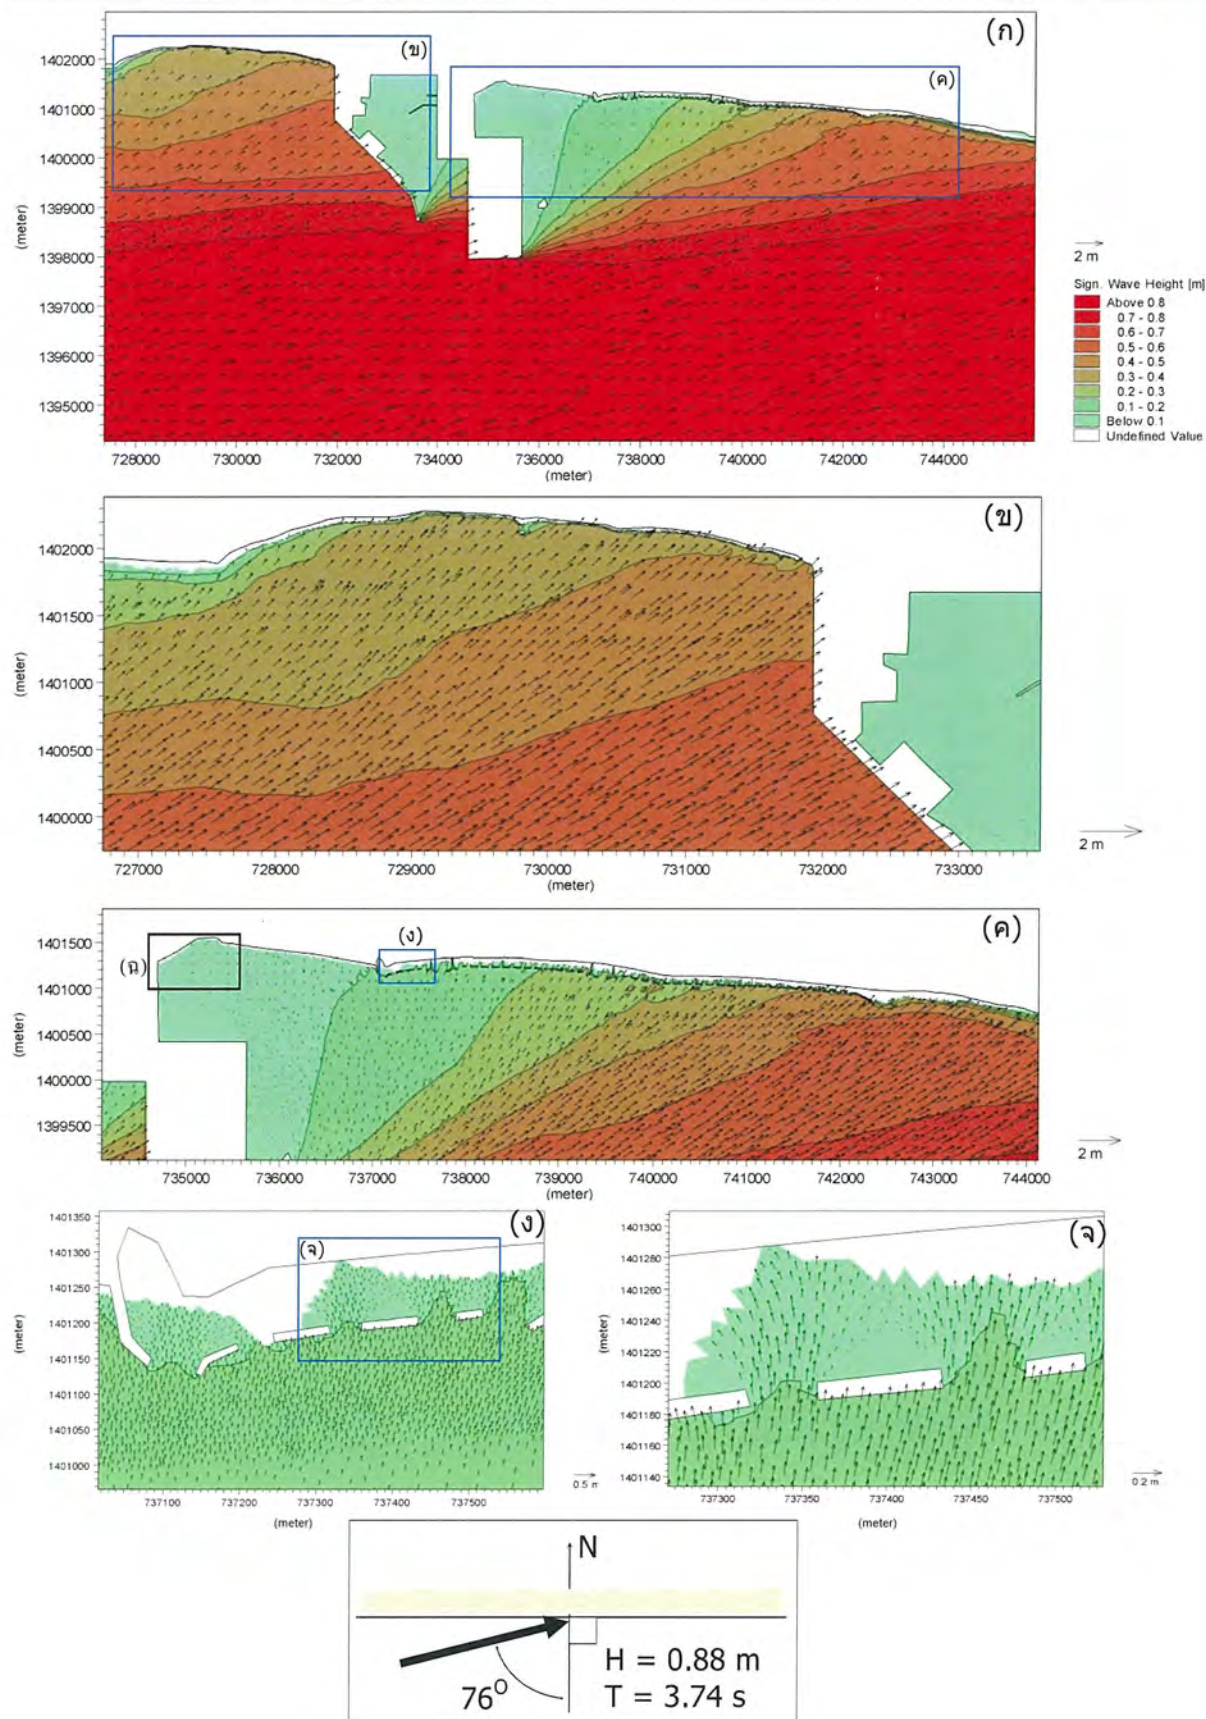 (ก)
(ข)
(ค)
1402000
1401000
1400000
1399000
1398000
1397000
1396000
1395000
(meter)
728000 730000 732000 734000 736000 738000 740000 742000 744000
(meter)
2 m
Sign. Wave Height [m]
Above 0.8
0.7 - 0.8
0.6 - 0.7
0.5 - 0.6
0.4 - 0.5
0.3 - 0.4
0.2 - 0.3
0.1 - 0.2
Below 0.1
Undefined Value
(ข)
1402000
1401500
1401000
1400500
1400000
(meter)
727000 728000 729000 730000 731000 732000 733000
(meter)
2 m
(ค)
(ง)
(ฉ)
1401500
1401000
1400500
1400000
1399500
(meter)
735000 736000 737000 738000 739000 740000 741000 742000 743000 744000
(meter)
2 m
(ง)
(จ)
1401350
1401300
1401250
1401200
1401150
1401100
1401050
1401000
(meter)
737100 737200 737300 737400 737500
(meter)
0.5 m
(จ)
1401300
1401280
1401260
1401240
1401220
1401200
1401180
1401160
1401140
(meter)
737300 737350 737400 737450 737500
(meter)
0.2 m
N
76°
H = 0.88 m
T = 3.74 s